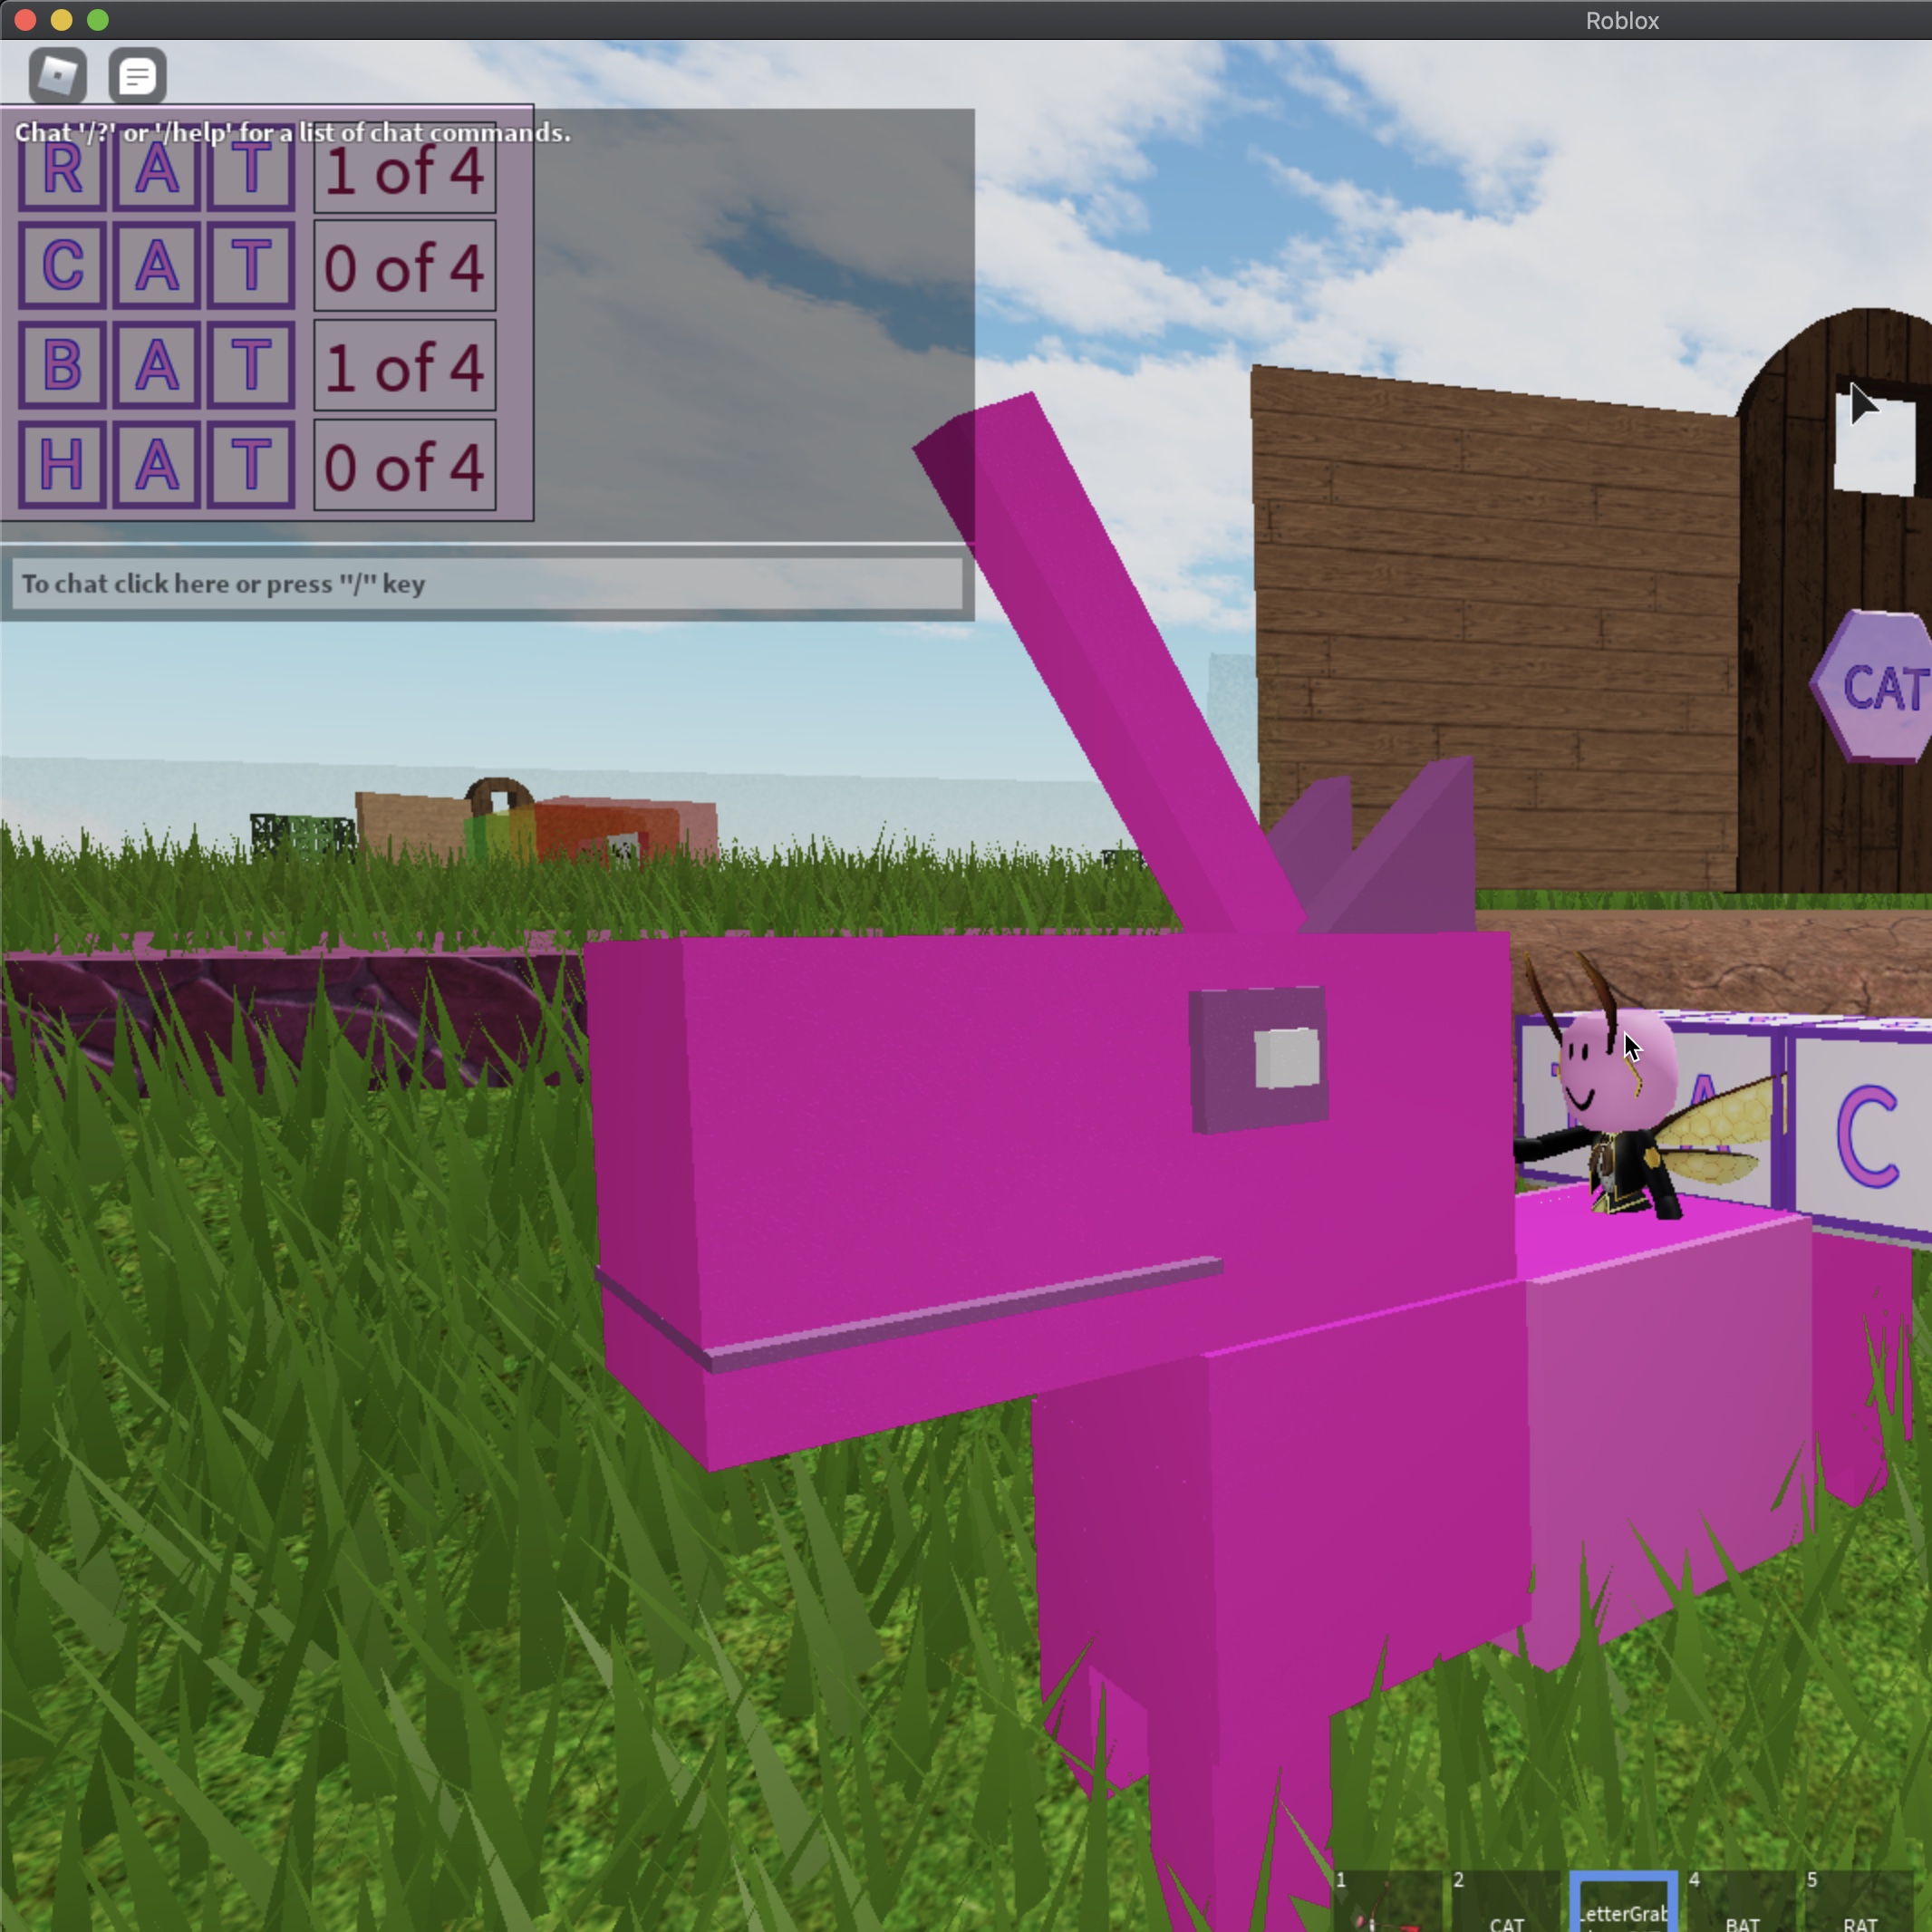 Roblox
Chat '/?' or '/help' for a list of chat commands.
R A T 1 of 4
C A T 0 of 4
B A T 1 of 4
H A T 0 of 4
To chat click here or press "/" key
CAT
A C
1 2 4 5
CAT LetterGrab BAT RAT